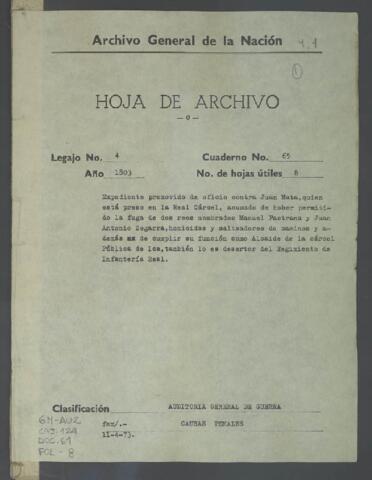 Archivo General de la Nación 4.1
1
HOJA DE ARCHIVO
—o—
Legajo No. 4 Cuaderno No. 65
Año 1803 No. de hojas útiles 8
Expediente promovido de oficio contra Juan Mata, quien
está preso en la Real Cárcel, acusado de haber permiti-
do la fuga de dos reos nombrados Manuel Pastrana y Juan
Antonio Segarra, homicidas y salteadores de caminos y a-
demás de cumplir su función como Alcaide de la cárcel
Pública de Ica, también lo es desertor del Regimiento de
Infantería Real.
Clasificación AUDITORIA GENERAL DE GUERRA
fmz/.- CAUSAS PENALES
11-4-73.
GM-AU2
CAJ. 124
DOC. 61
FOL - 8